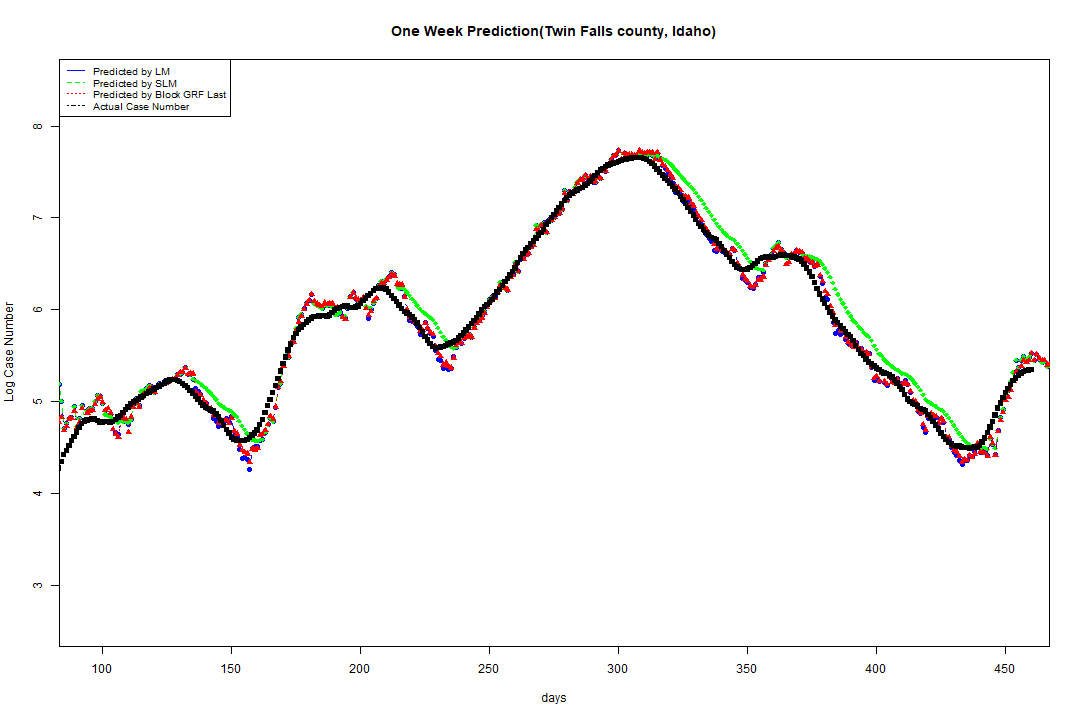 One Week Prediction(Twin Falls county, Idaho)
Predicted by LM
Predicted by SLM
Predicted by Block GRF Last
Actual Case Number
Log Case Number
8
7
6
5
4
3
100 150 200 250 300 350 400 450
days